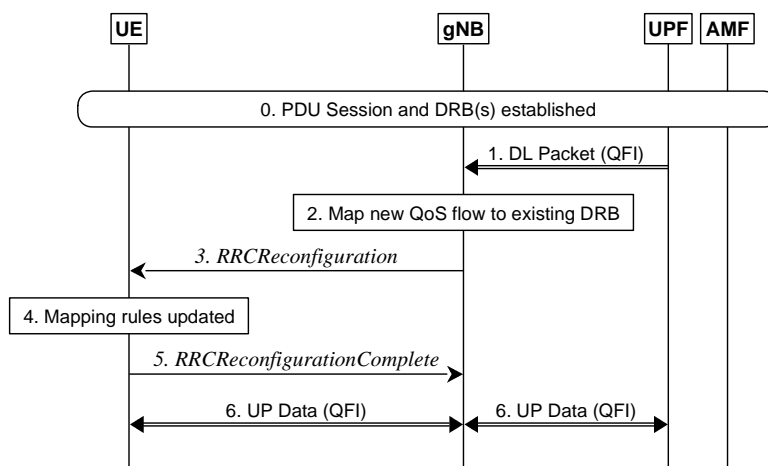 UE gNB UPF AMF
0. PDU Session and DRB(s) established
1. DL Packet (QFI)
2. Map new QoS flow to existing DRB
3. RRCReconfiguration
4. Mapping rules updated
5. RRCReconfigurationComplete
6. UP Data (QFI) 6. UP Data (QFI)